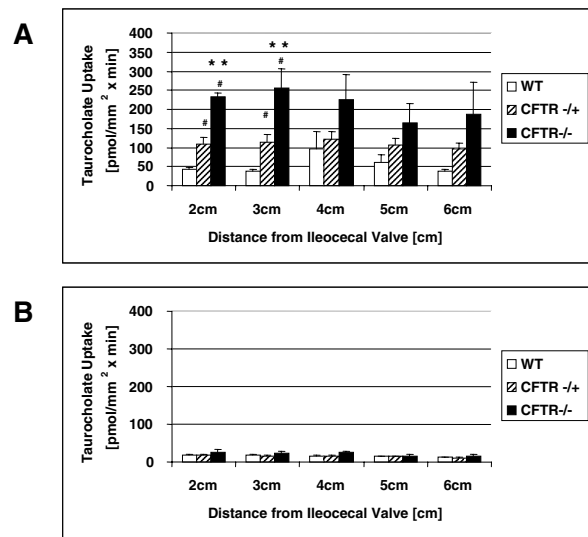 A
400
350
300
250
200
150
100
50
0
Taurocholate Uptake
[pmol/mm² x min]
* * * *
# # # #
2cm 3cm 4cm 5cm 6cm
Distance from Ileocecal Valve [cm]
WT
CFTR -/+
CFTR-/-
B
400
300
200
100
0
Taurocholate Uptake
[pmol/mm² x min]
2cm 3cm 4cm 5cm 6cm
Distance from Ileocecal Valve [cm]
WT
CFTR -/+
CFTR-/-